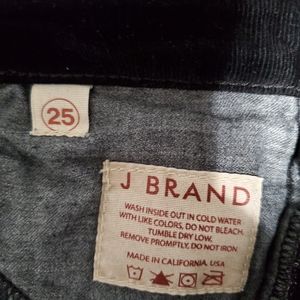 25
J BRAND
WASH INSIDE OUT IN COLD WATER
WITH LIKE COLORS, DO NOT BLEACH.
TUMBLE DRY LOW.
REMOVE PROMPTLY, DO NOT IRON
MADE IN CALIFORNIA, USA